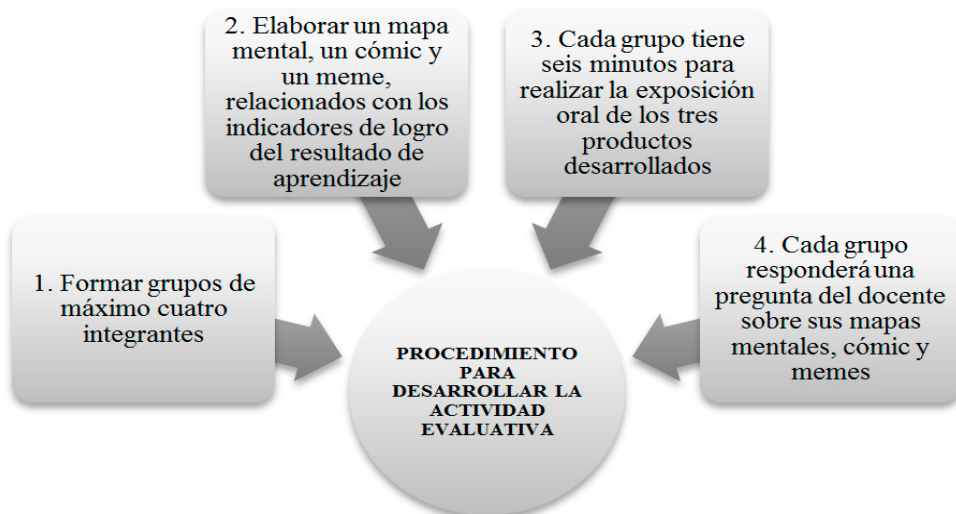 1. Formar grupos de
máximo cuatro
integrantes
2. Elaborar un mapa
mental, un cómic y
un meme,
relacionados con los
indicadores de logro
del resultado de
aprendizaje
3. Cada grupo tiene
seis minutos para
realizar la exposición
oral de los tres
productos
desarrollados
4. Cada grupo
responderá una
pregunta del docente
sobre sus mapas
mentales, cómic y
memes
PROCEDIMIENTO
PARA
DESARROLLAR LA
ACTIVIDAD
EVALUATIVA